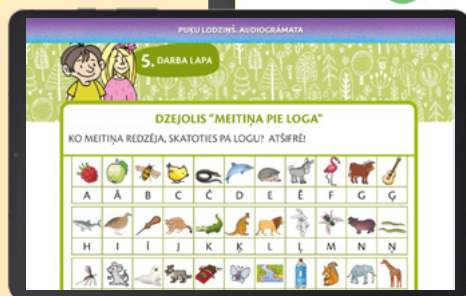 PUĶU LODZIŅŠ. AUDIOGRĀMATA
5. DARBA LAPA
DZEJOLIS "MEITIŅA PIE LOGA"
KO MEITIŅA REDZĒJA, SKATOTIES PA LOGU? ATŠIFRĒ!
A Ā B C Č D E Ē F G Ģ
H I Ī J K Ķ L Ļ M N Ņ